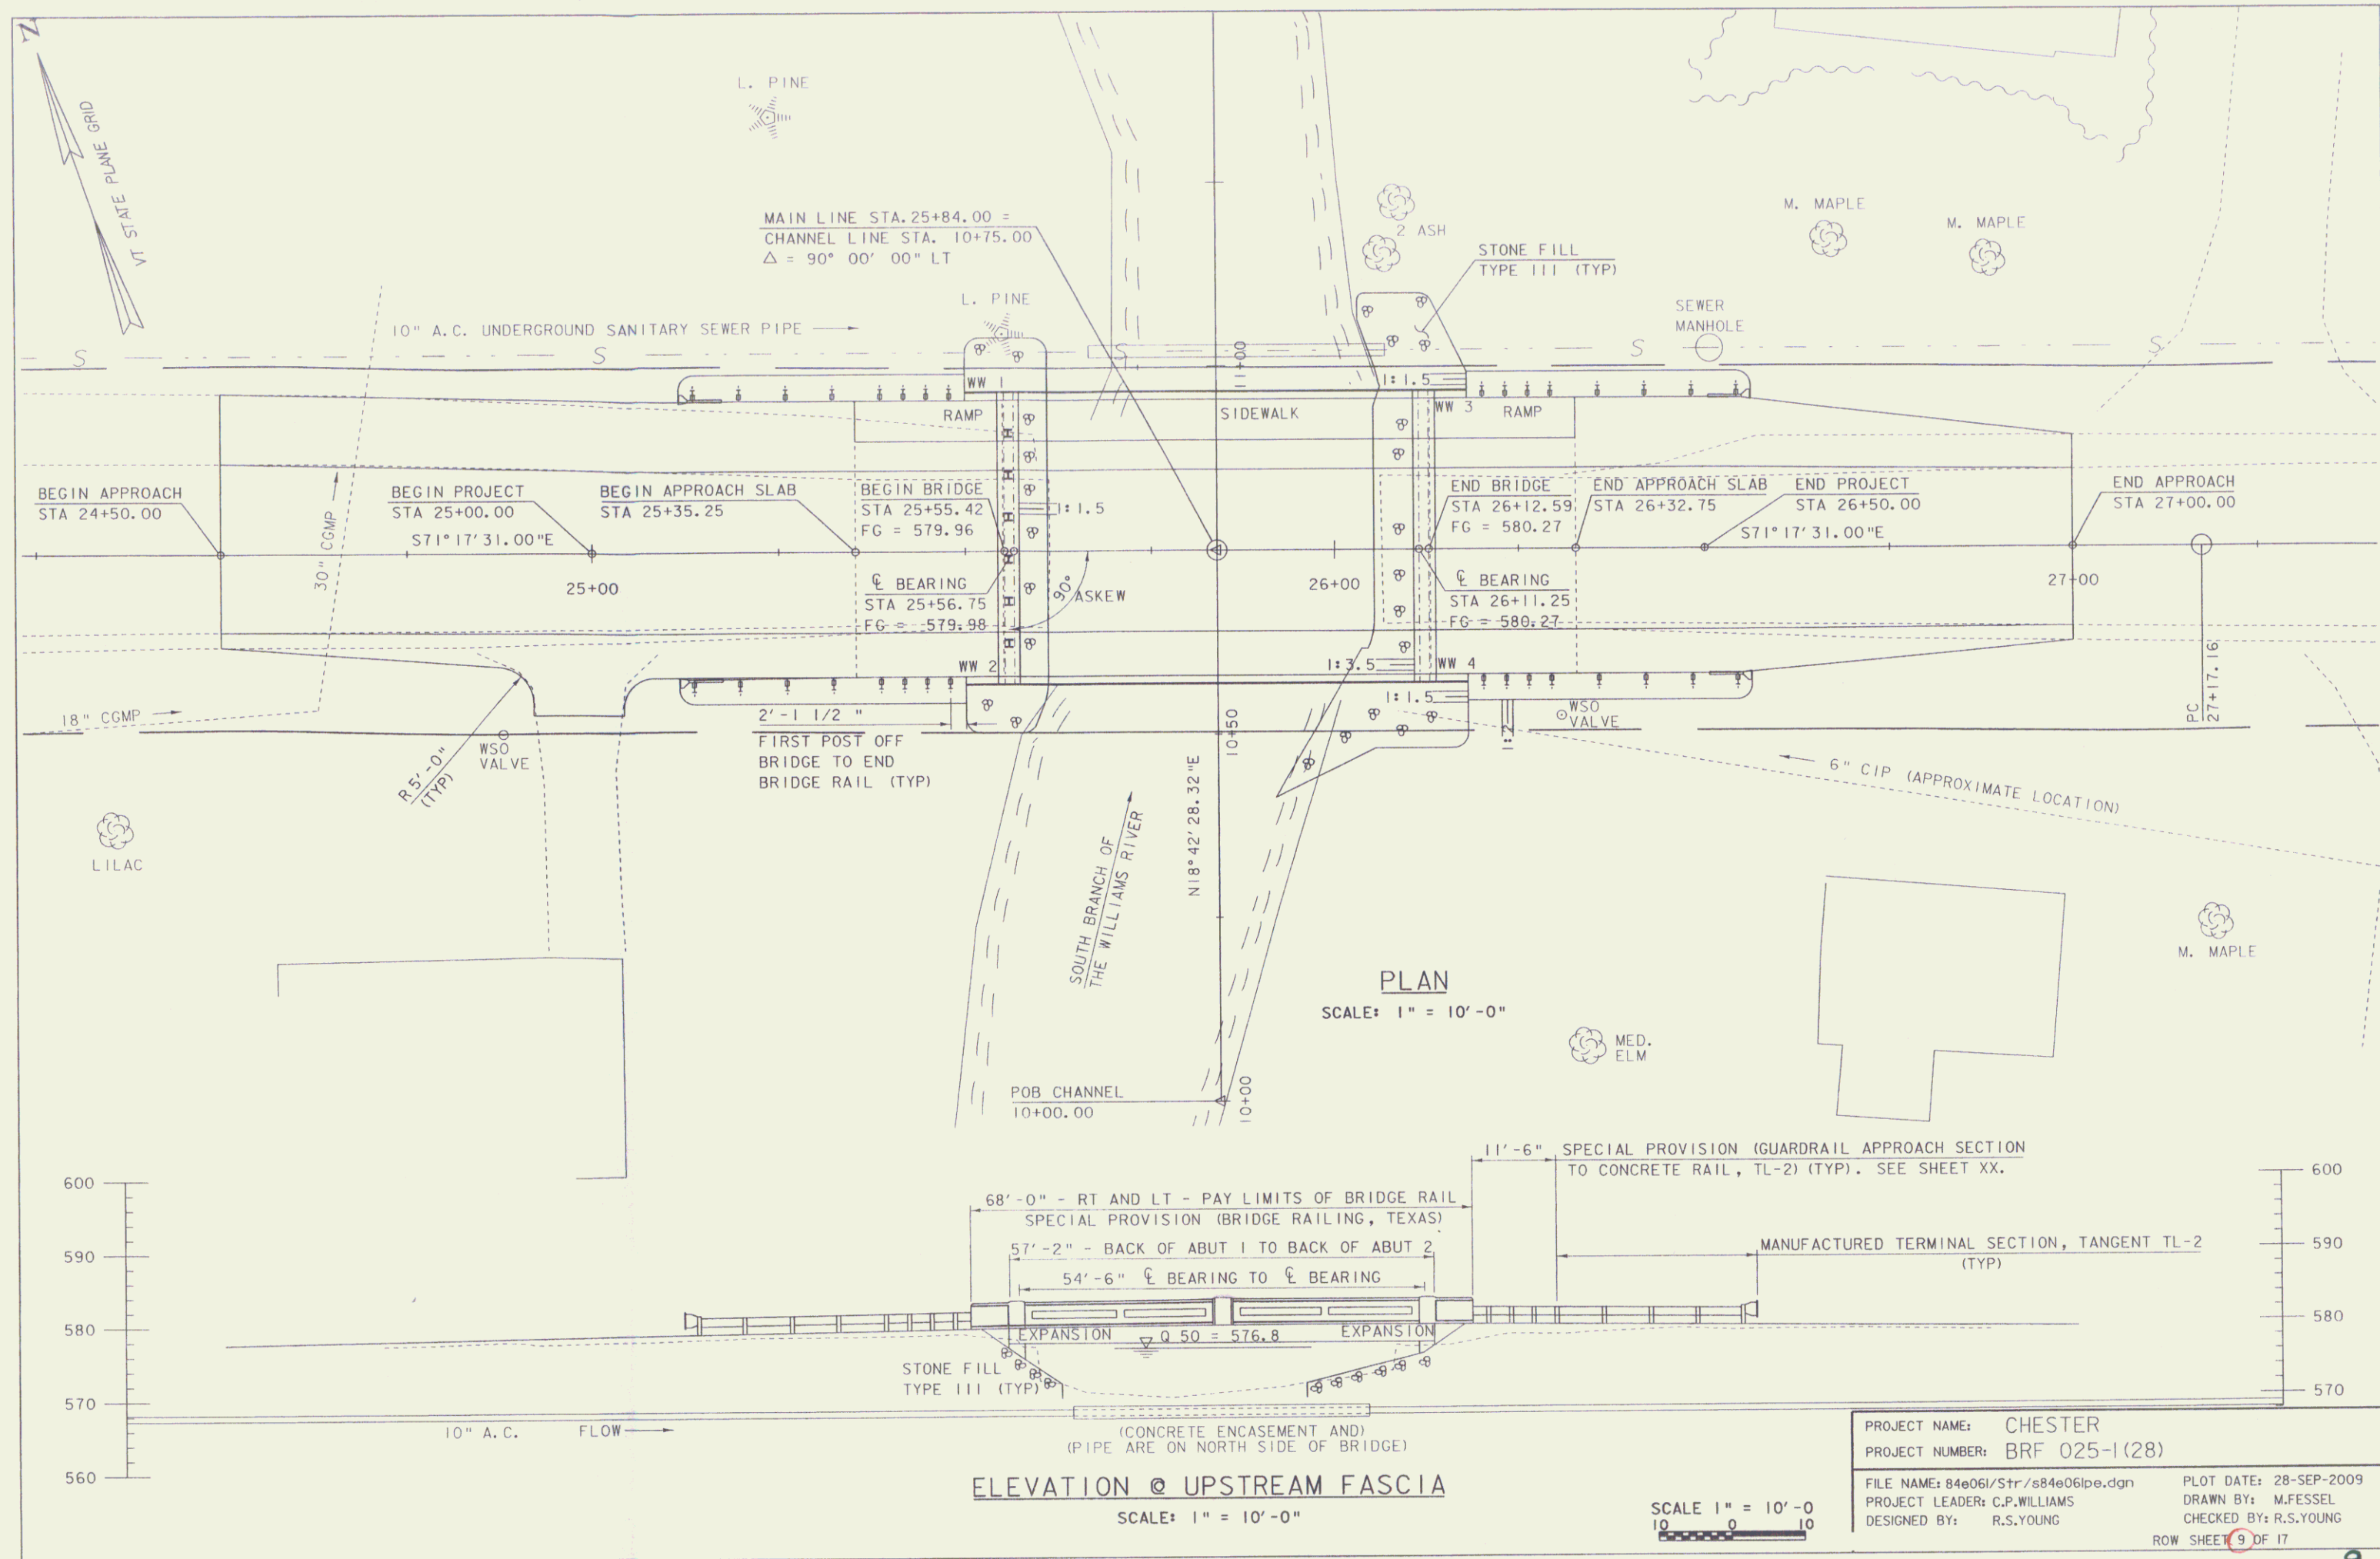 Z
VT STATE PLANE GRID
L. PINE
MAIN LINE STA. 25+84.00 =
CHANNEL LINE STA. 10+75.00
Δ = 90° 00' 00" LT
2 ASH
STONE FILL
TYPE III (TYP)
M. MAPLE
M. MAPLE
L. PINE
SEWER
MANHOLE
10" A.C. UNDERGROUND SANITARY SEWER PIPE
S
S
S
S
S
11+00
WW 1
1:1.5
RAMP
SIDEWALK
WW 3
RAMP
BEGIN APPROACH
STA 24+50.00
30" CGMP
BEGIN PROJECT
STA 25+00.00
S71°17'31.00"E
BEGIN APPROACH SLAB
STA 25+35.25
BEGIN BRIDGE
STA 25+55.42
FG = 579.96
1:1.5
END BRIDGE
STA 26+12.59
FG = 580.27
END APPROACH SLAB
STA 26+32.75
END PROJECT
STA 26+50.00
S71°17'31.00"E
END APPROACH
STA 27+00.00
25+00
℄ BEARING
STA 25+56.75
FG = 579.98
90°
ASKEW
26+00
℄ BEARING
STA 26+11.25
FG = 580.27
27+00
WW 2
1:3.5
WW 4
1:1.5
PC
27+17.16
18" CGMP
R 5'-0"
(TYP)
WSO
VALVE
2'-1 1/2 "
FIRST POST OFF
BRIDGE TO END
BRIDGE RAIL (TYP)
10+50
1:2
WSO
VALVE
6" CIP (APPROXIMATE LOCATION)
LILAC
SOUTH BRANCH OF
THE WILLIAMS RIVER
N18°42'28.32"E
M. MAPLE
PLAN
SCALE: 1" = 10'-0"
MED.
ELM
POB CHANNEL
10+00.00
10+00
11'-6"
SPECIAL PROVISION (GUARDRAIL APPROACH SECTION
TO CONCRETE RAIL, TL-2) (TYP). SEE SHEET XX.
68'-0" - RT AND LT - PAY LIMITS OF BRIDGE RAIL
SPECIAL PROVISION (BRIDGE RAILING, TEXAS)
57'-2" - BACK OF ABUT 1 TO BACK OF ABUT 2
MANUFACTURED TERMINAL SECTION, TANGENT TL-2
(TYP)
54'-6" ℄ BEARING TO ℄ BEARING
600
590
580
570
560
600
590
580
570
EXPANSION
Q 50 = 576.8
EXPANSION
STONE FILL
TYPE III (TYP)
10" A.C.
FLOW
(CONCRETE ENCASEMENT AND)
(PIPE ARE ON NORTH SIDE OF BRIDGE)
ELEVATION @ UPSTREAM FASCIA
SCALE: 1" = 10'-0"
SCALE 1" = 10'-0
10 0 10
PROJECT NAME: CHESTER
PROJECT NUMBER: BRF 025-1(28)
FILE NAME: 84e061/Str/s84e061pe.dgn
PLOT DATE: 28-SEP-2009
PROJECT LEADER: C.P.WILLIAMS
DRAWN BY: M.FESSEL
DESIGNED BY: R.S.YOUNG
CHECKED BY: R.S.YOUNG
ROW SHEET 9 OF 17